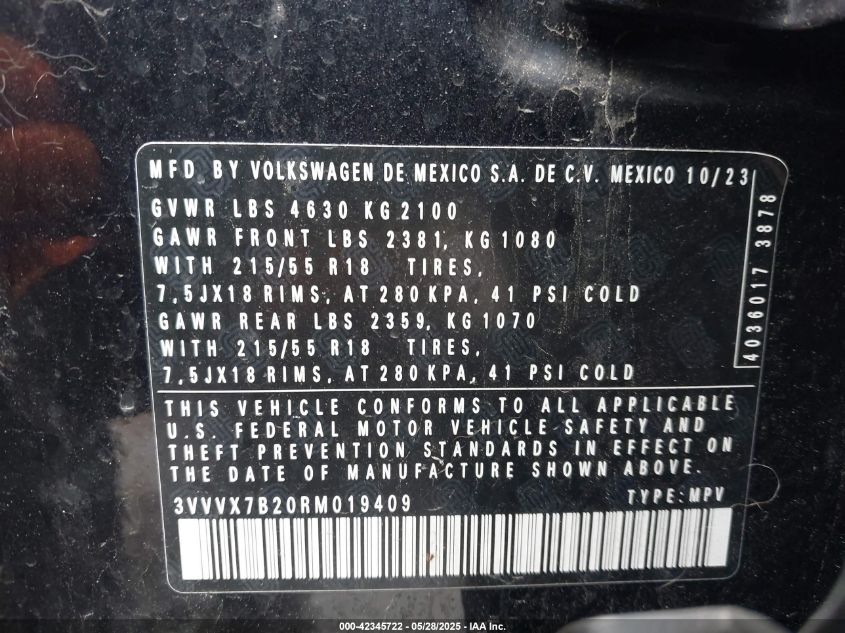 MFD. BY VOLKSWAGEN DE MEXICO S.A. DE C.V. MEXICO 10/23
GVWR LBS 4630 KG 2100
GAWR FRONT LBS 2381, KG 1080
WITH 215/55 R18 TIRES,
7,5JX18 RIMS, AT 280 KPA, 41 PSI COLD
GAWR REAR LBS 2359, KG 1070
WITH 215/55 R18 TIRES,
7,5JX18 RIMS, AT 280 KPA, 41 PSI COLD
4036017 3878
THIS VEHICLE CONFORMS TO ALL APPLICABLE
U.S. FEDERAL MOTOR VEHICLE SAFETY AND
THEFT PREVENTION STANDARDS IN EFFECT ON
THE DATE OF MANUFACTURE SHOWN ABOVE.
3VVVX7B20RM019409 TYPE: MPV
000-42345722 - 05/28/2025 - IAA Inc.